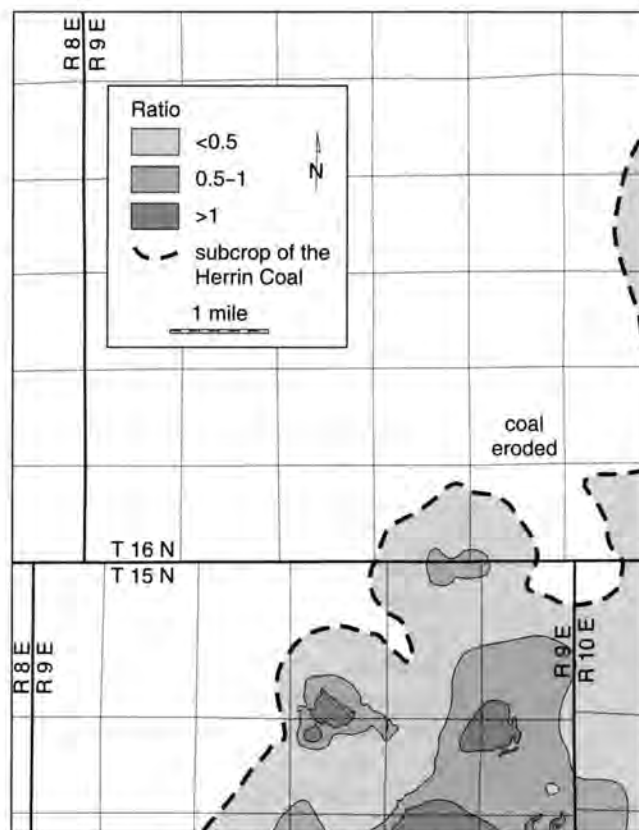 R 8 E
R 9 E
Ratio
<0.5
0.5–1
>1
N
subcrop of the
Herrin Coal
1 mile
coal
eroded
T 16 N
T 15 N
R 8 E
R 9 E
R 9 E
R 10 E